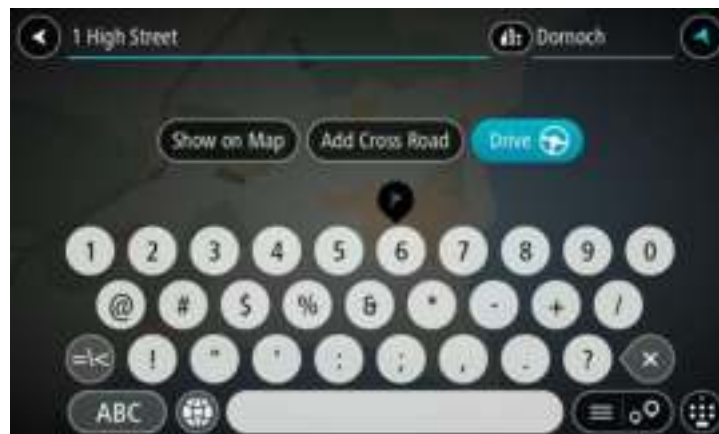 1 High Street Dornoch
Show on Map Add Cross Road Drive
1 2 3 4 5 6 7 8 9 0
@ # $ % & * - + /
=\< ! " ' : ; , . ?
ABC